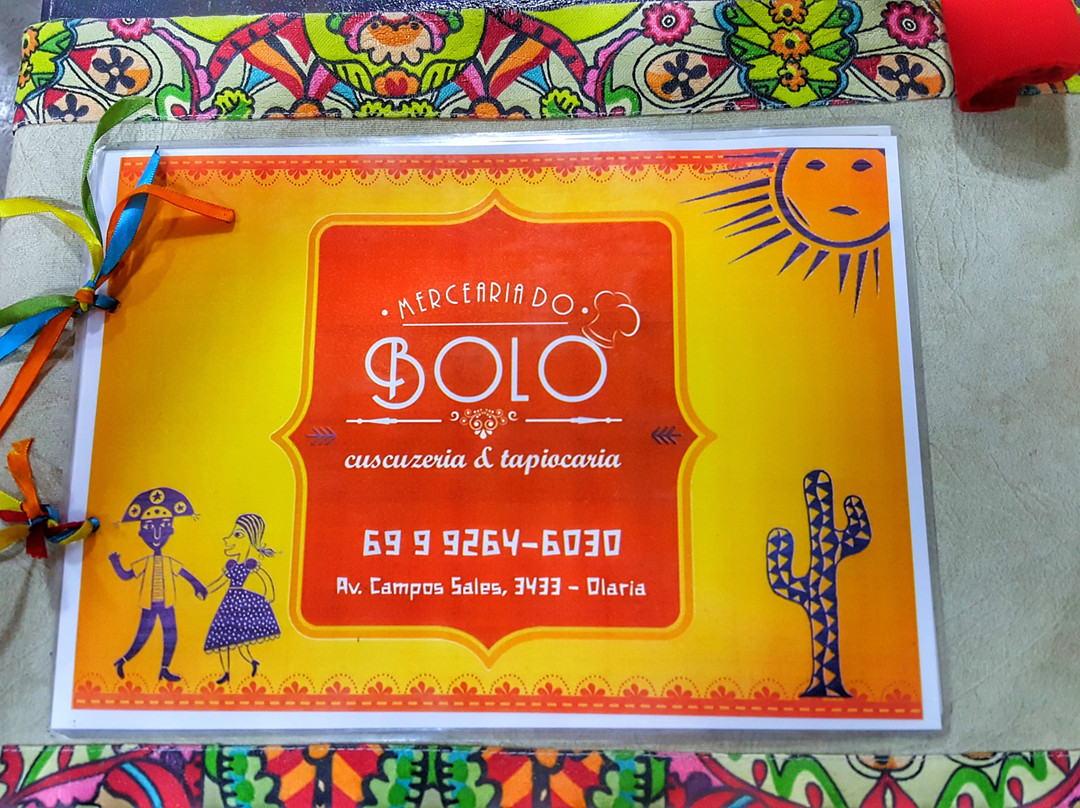 • MERCEARIA DO •
BOLO
cuscuzeria & tapiocaria
69 9 9264-6030
Av. Campos Sales, 3433 - Olaria